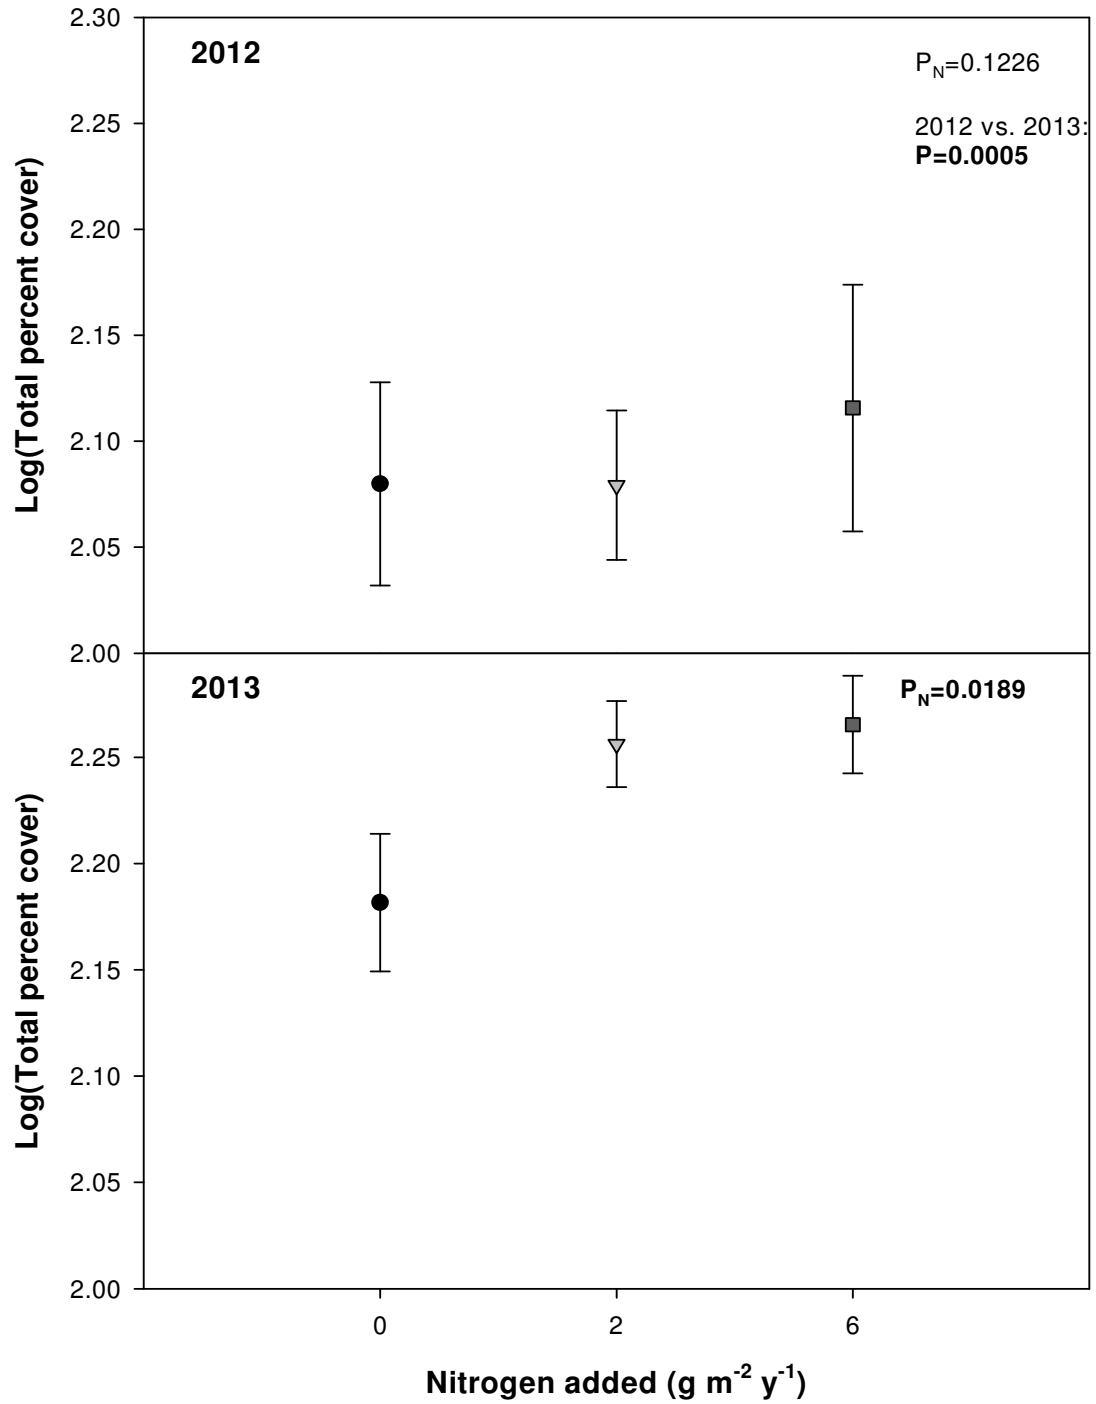 2.30
2012
P_N=0.1226
2.25
2012 vs. 2013:
P=0.0005
2.20
2.15
2.10
2.05
2.00
Log(Total percent cover)
2013
P_N=0.0189
2.25
2.20
2.15
2.10
2.05
2.00
Log(Total percent cover)
0 2 6
Nitrogen added (g m⁻² y⁻¹)